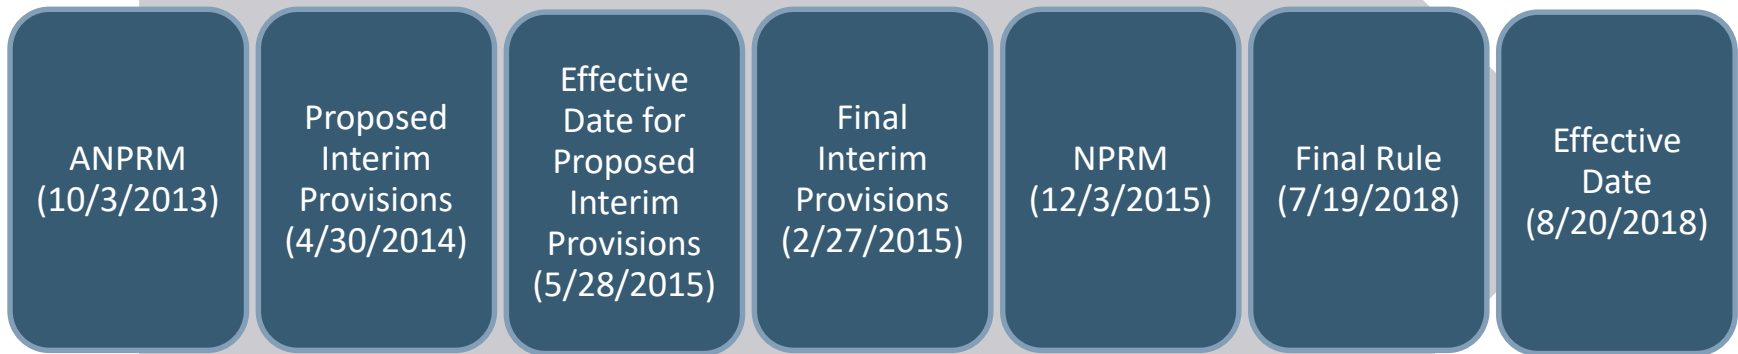 ANPRM
(10/3/2013)
Proposed
Interim
Provisions
(4/30/2014)
Effective
Date for
Proposed
Interim
Provisions
(5/28/2015)
Final
Interim
Provisions
(2/27/2015)
NPRM
(12/3/2015)
Final Rule
(7/19/2018)
Effective
Date
(8/20/2018)